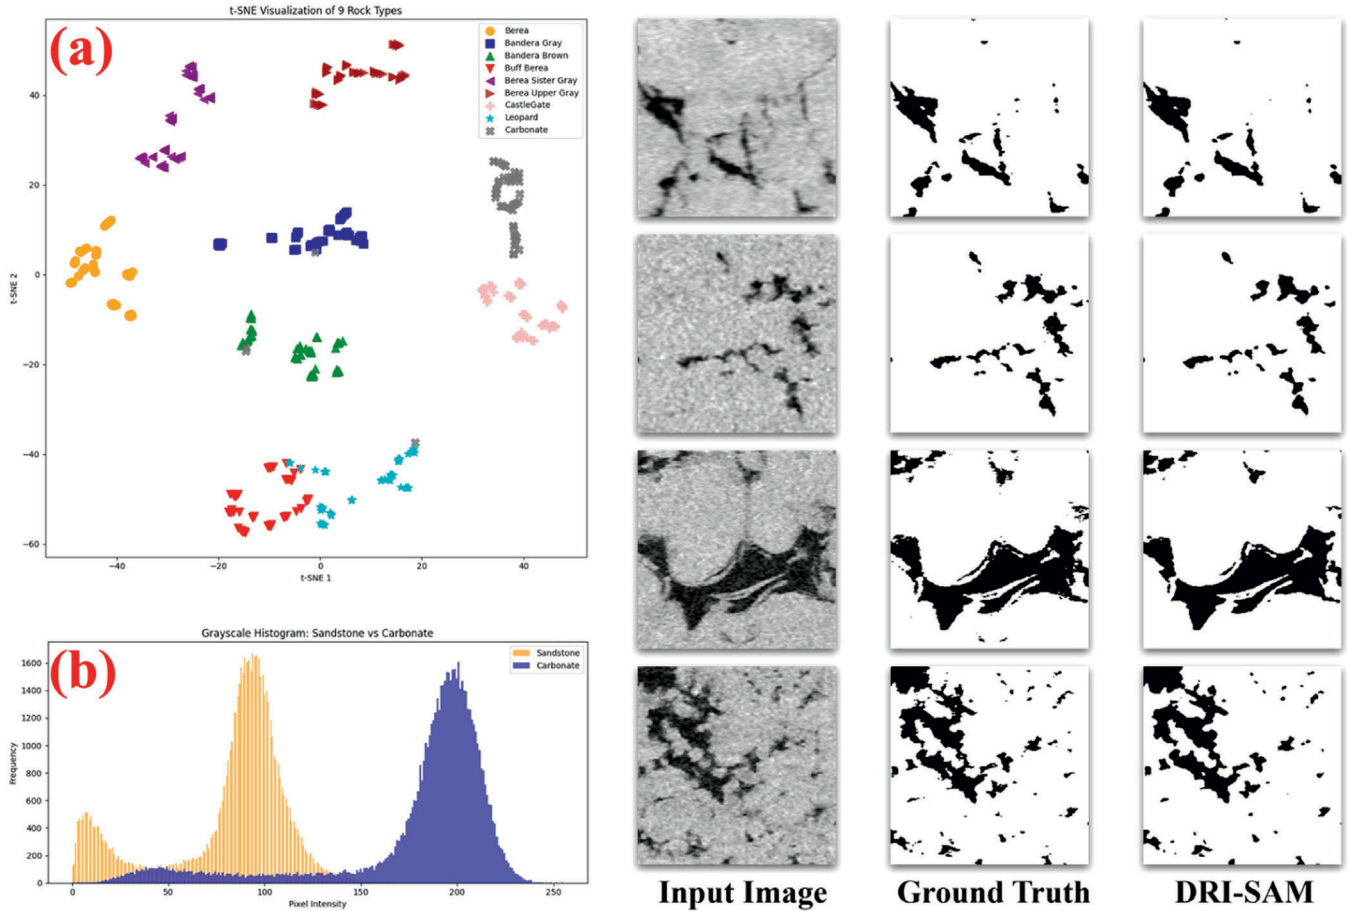 t-SNE Visualization of 9 Rock Types
(a)
Berea
Bandera Gray
Bandera Brown
Buff Berea
Berea Sister Gray
Berea Upper Gray
CastleGate
Leopard
Carbonate
40
20
0
−20
−40
−60
t-SNE 2
−40
−20
0
20
40
t-SNE 1
Grayscale Histogram: Sandstone vs Carbonate
(b)
Sandstone
Carbonate
1600
1400
1200
1000
800
600
400
200
0
Frequency
0
50
100
150
200
250
Pixel Intensity
Input Image
Ground Truth
DRI-SAM